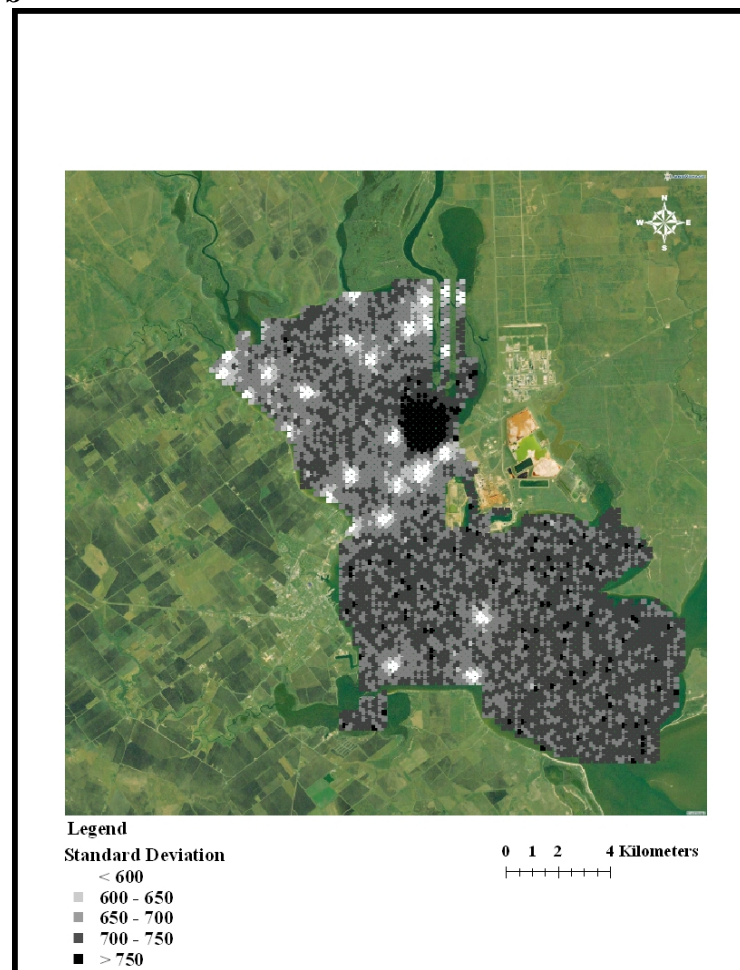 N
W E
S
Legend
Standard Deviation
< 600
600 - 650
650 - 700
700 - 750
> 750
0 1 2 4 Kilometers